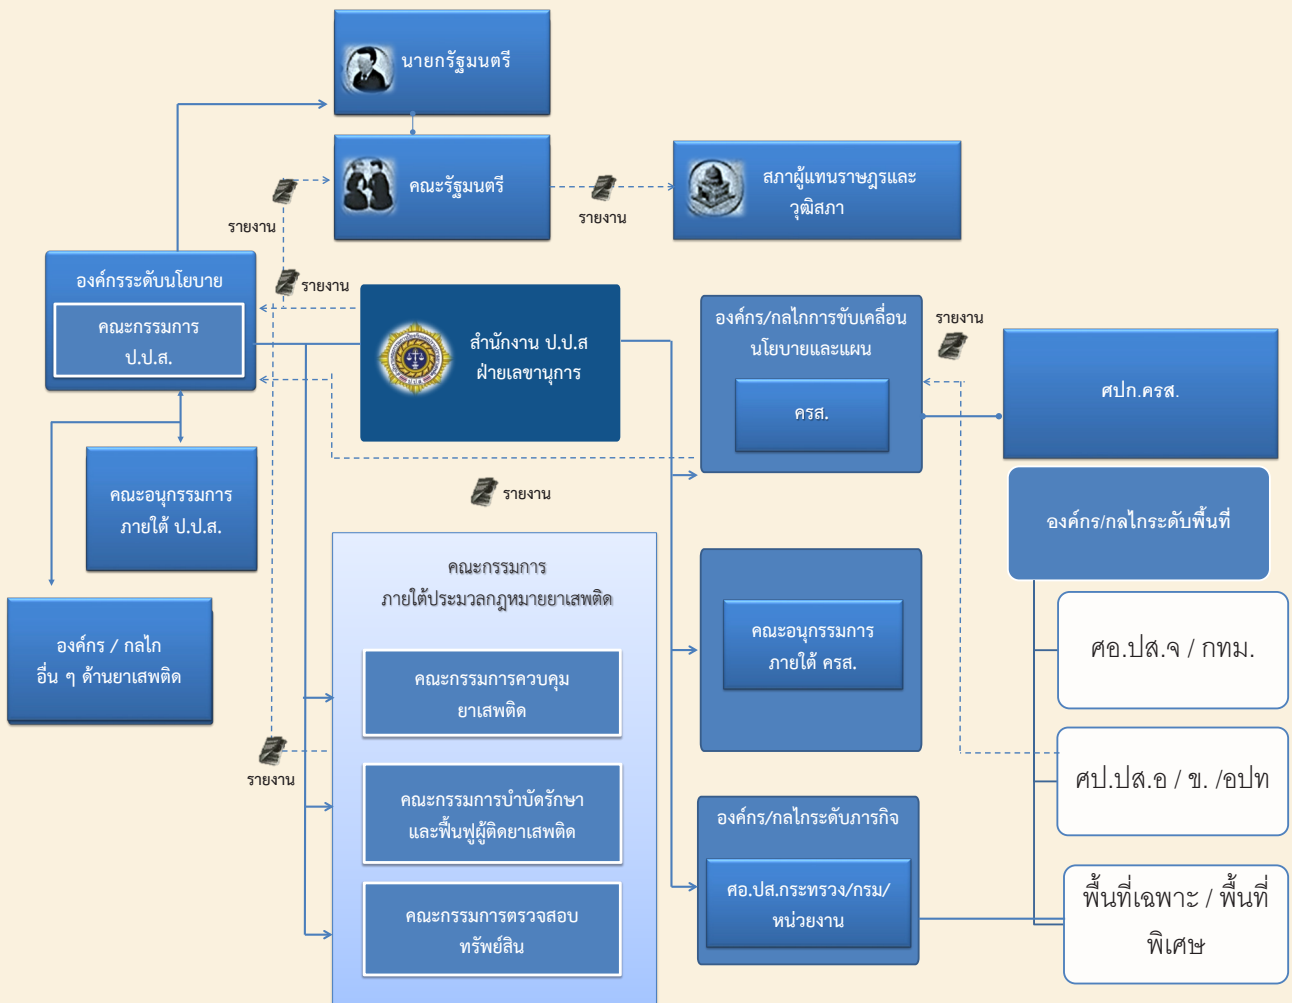 นายกรัฐมนตรี
คณะรัฐมนตรี
สภาผู้แทนราษฎรและ
วุฒิสภา
รายงาน
รายงาน
องค์กรระดับนโยบาย
คณะกรรมการ
ป.ป.ส.
รายงาน
สำนักงาน ป.ป.ส
ฝ่ายเลขานุการ
องค์กร/กลไกการขับเคลื่อน
นโยบายและแผน
ครส.
รายงาน
ศปก.ครส.
คณะอนุกรรมการ
ภายใต้ ป.ป.ส.
รายงาน
องค์กร/กลไกระดับพื้นที่
องค์กร / กลไก
อื่น ๆ ด้านยาเสพติด
คณะกรรมการ
ภายใต้ประมวลกฎหมายยาเสพติด
คณะกรรมการควบคุม
ยาเสพติด
คณะกรรมการบำบัดรักษา
และฟื้นฟูผู้ติดยาเสพติด
คณะกรรมการตรวจสอบ
ทรัพย์สิน
รายงาน
คณะอนุกรรมการ
ภายใต้ ครส.
องค์กร/กลไกระดับภารกิจ
ศอ.ปส.กระทรวง/กรม/
หน่วยงาน
ศอ.ปส.จ / กทม.
ศป.ปส.อ / ข. /อปท
พื้นที่เฉพาะ / พื้นที่
พิเศษ